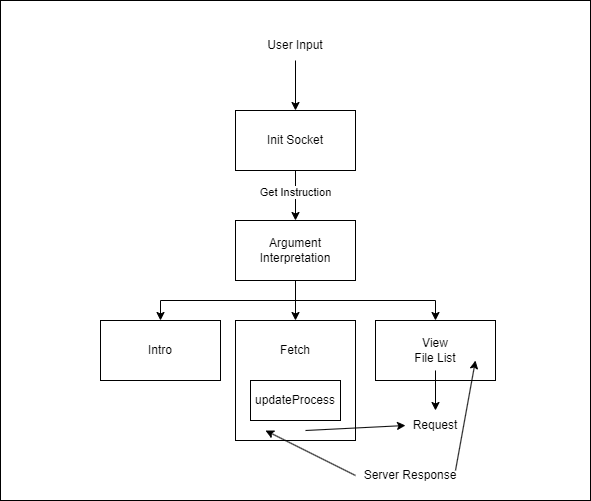 User Input
Init Socket
Get Instruction
Argument
Interpretation
Intro
Fetch
View
File List
updateProcess
Request
Server Response